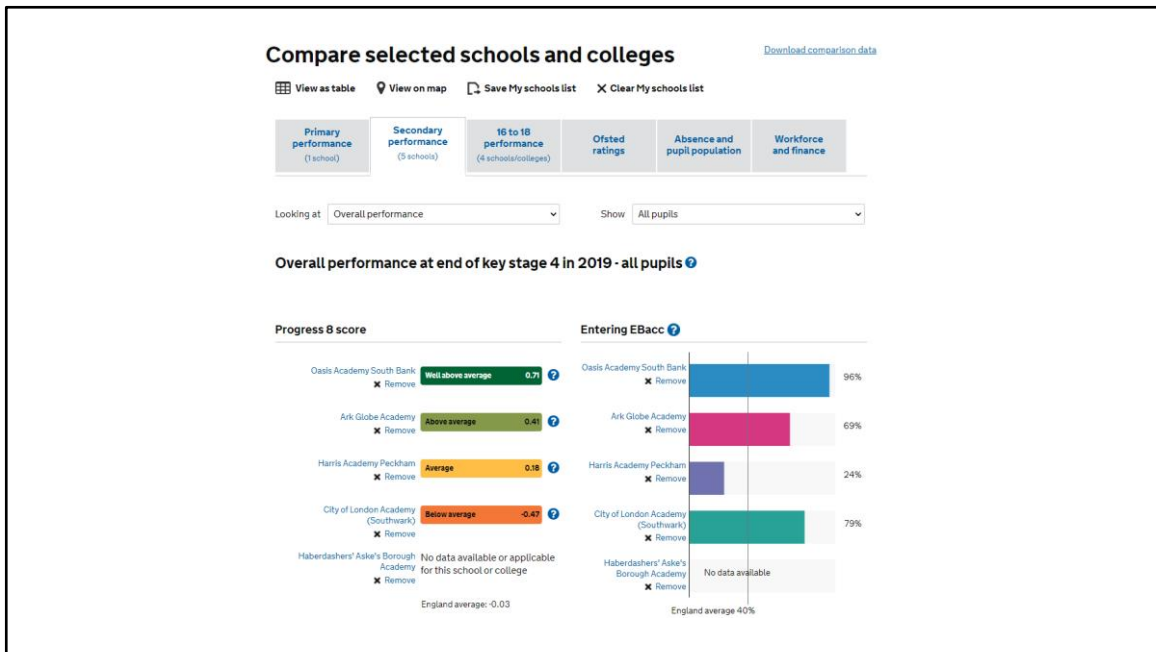 Compare selected schools and colleges
Download comparison data
View as table View on map Save My schools list X Clear My schools list
Primary performance (1 school)
Secondary performance (5 schools)
16 to 18 performance (4 schools/colleges)
Ofsted ratings
Absence and pupil population
Workforce and finance
Looking at Overall performance
Show All pupils
Overall performance at end of key stage 4 in 2019 - all pupils ?
Progress 8 score
Oasis Academy South Bank
Well above average 0.71 ?
✖ Remove
Ark Globe Academy
Above average 0.41 ?
✖ Remove
Harris Academy Peckham
Average 0.18 ?
✖ Remove
City of London Academy
(Southwark)
Below average -0.47 ?
✖ Remove
Haberdashers' Aske's Borough
Academy
✖ Remove
No data available or applicable
for this school or college
England average: -0.03
Entering EBacc ?
Oasis Academy South Bank
✖ Remove
96%
Ark Globe Academy
✖ Remove
69%
Harris Academy Peckham
✖ Remove
24%
City of London Academy
(Southwark)
✖ Remove
79%
Haberdashers' Aske's
Borough Academy
✖ Remove
No data available
England average 40%